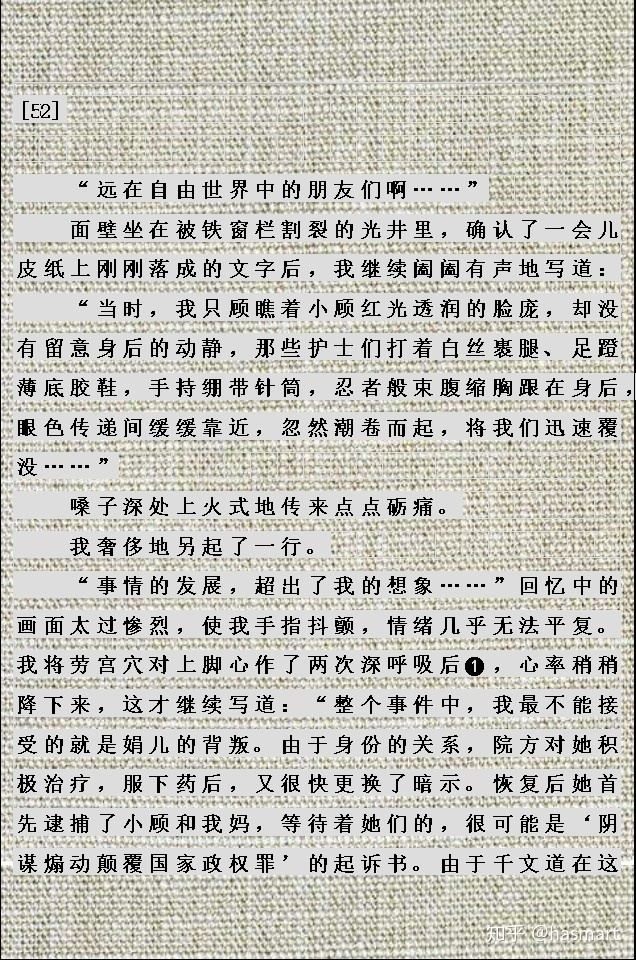 [52]
“远在自由世界中的朋友们啊……”
面壁坐在被铁窗栏割裂的光井里，确认了一会儿
皮纸上刚刚落成的文字后，我继续阖阖有声地写道：
“当时，我只顾瞧着小顾红光透润的脸庞，却没
有留意身后的动静，那些护士们打着白丝裹腿、足蹬
薄底胶鞋，手持绷带针筒，忍者般束腹缩胸跟在身后，
眼色传递间缓缓靠近，忽然潮卷而起，将我们迅速覆
没……”
嗓子深处上火式地传来点点砺痛。
我奢侈地另起了一行。
“事情的发展，超出了我的想象……”回忆中的
画面太过惨烈，使我手指抖颤，情绪几乎无法平复。
我将劳宫穴对上脚心作了两次深呼吸后❶，心率稍稍
降下来，这才继续写道：“整个事件中，我最不能接
受的就是娟儿的背叛。由于身份的关系，院方对她积
极治疗，服下药后，又很快更换了暗示。恢复后她首
先逮捕了小顾和我妈，等待着她们的，很可能是‘阴
谋煽动颠覆国家政权罪’的起诉书。由于千文道在这
知乎 @hasmart